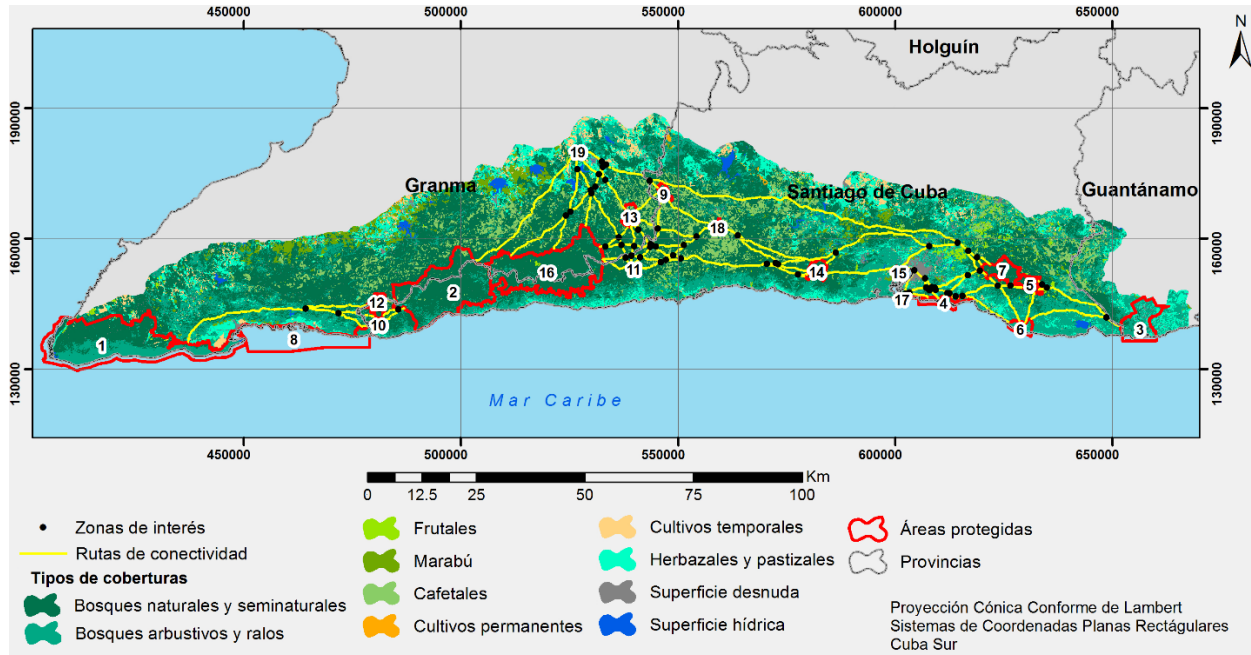 450000 500000 550000 600000 650000
N
Holguín
190000 190000
19
Granma
9
Santiago de Cuba
Guantánamo
13
18
160000 160000
11
16
14
15
7
5
2
12
17
4
10
6
3
8
1
130000 130000
Mar Caribe
450000 500000 550000 600000 650000
Km
0 12.5 25 50 75 100
Zonas de interés
Rutas de conectividad
Tipos de coberturas
Bosques naturales y seminaturales
Bosques arbustivos y ralos
Frutales
Marabú
Cafetales
Cultivos permanentes
Cultivos temporales
Herbazales y pastizales
Superficie desnuda
Superficie hídrica
Áreas protegidas
Provincias
Proyección Cónica Conforme de Lambert
Sistemas de Coordenadas Planas Rectágulares
Cuba Sur